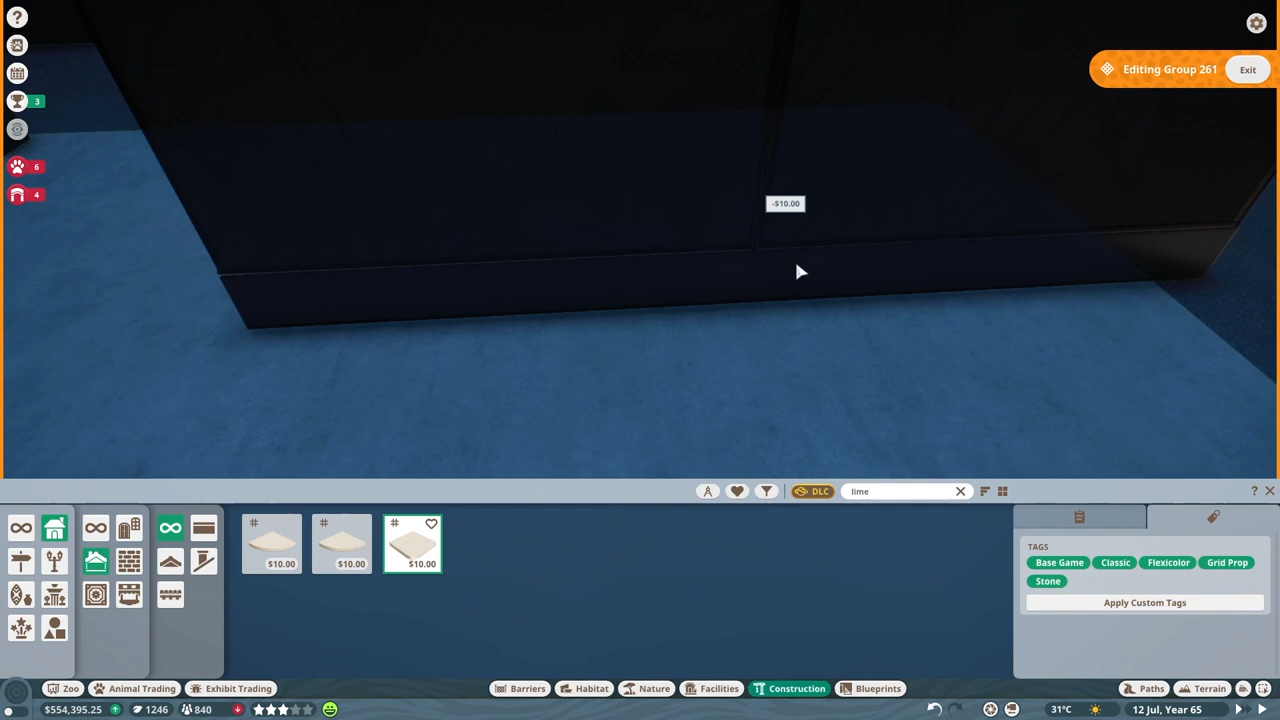 ?
3
6
4
Editing Group 261 Exit
-$10.00
DLC lime ?
$10.00 $10.00 $10.00
TAGS
Base Game Classic Flexicolor Grid Prop
Stone
Apply Custom Tags
Zoo Animal Trading Exhibit Trading Barriers Habitat Nature Facilities Construction Blueprints Paths Terrain
$554,395.25 1246 840 31°C 12 Jul, Year 65